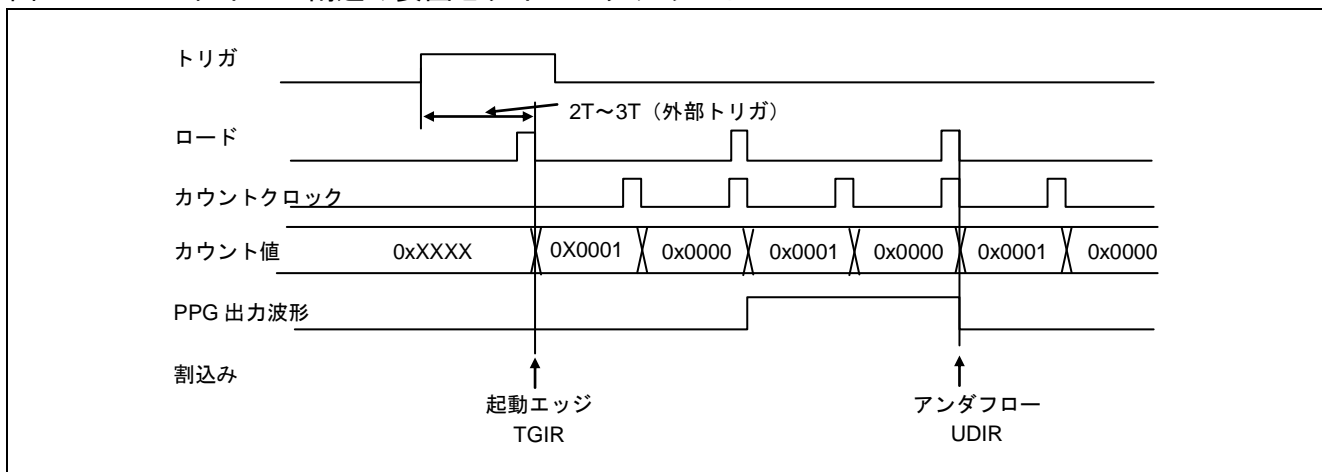 トリガ
2T～3T（外部トリガ）
ロード
カウントクロック
カウント値 0xXXXX 0X0001 0x0000 0x0001 0x0000 0x0001 0x0000
PPG 出力波形
割込み
起動エッジ アンダフロー
TGIR UDIR